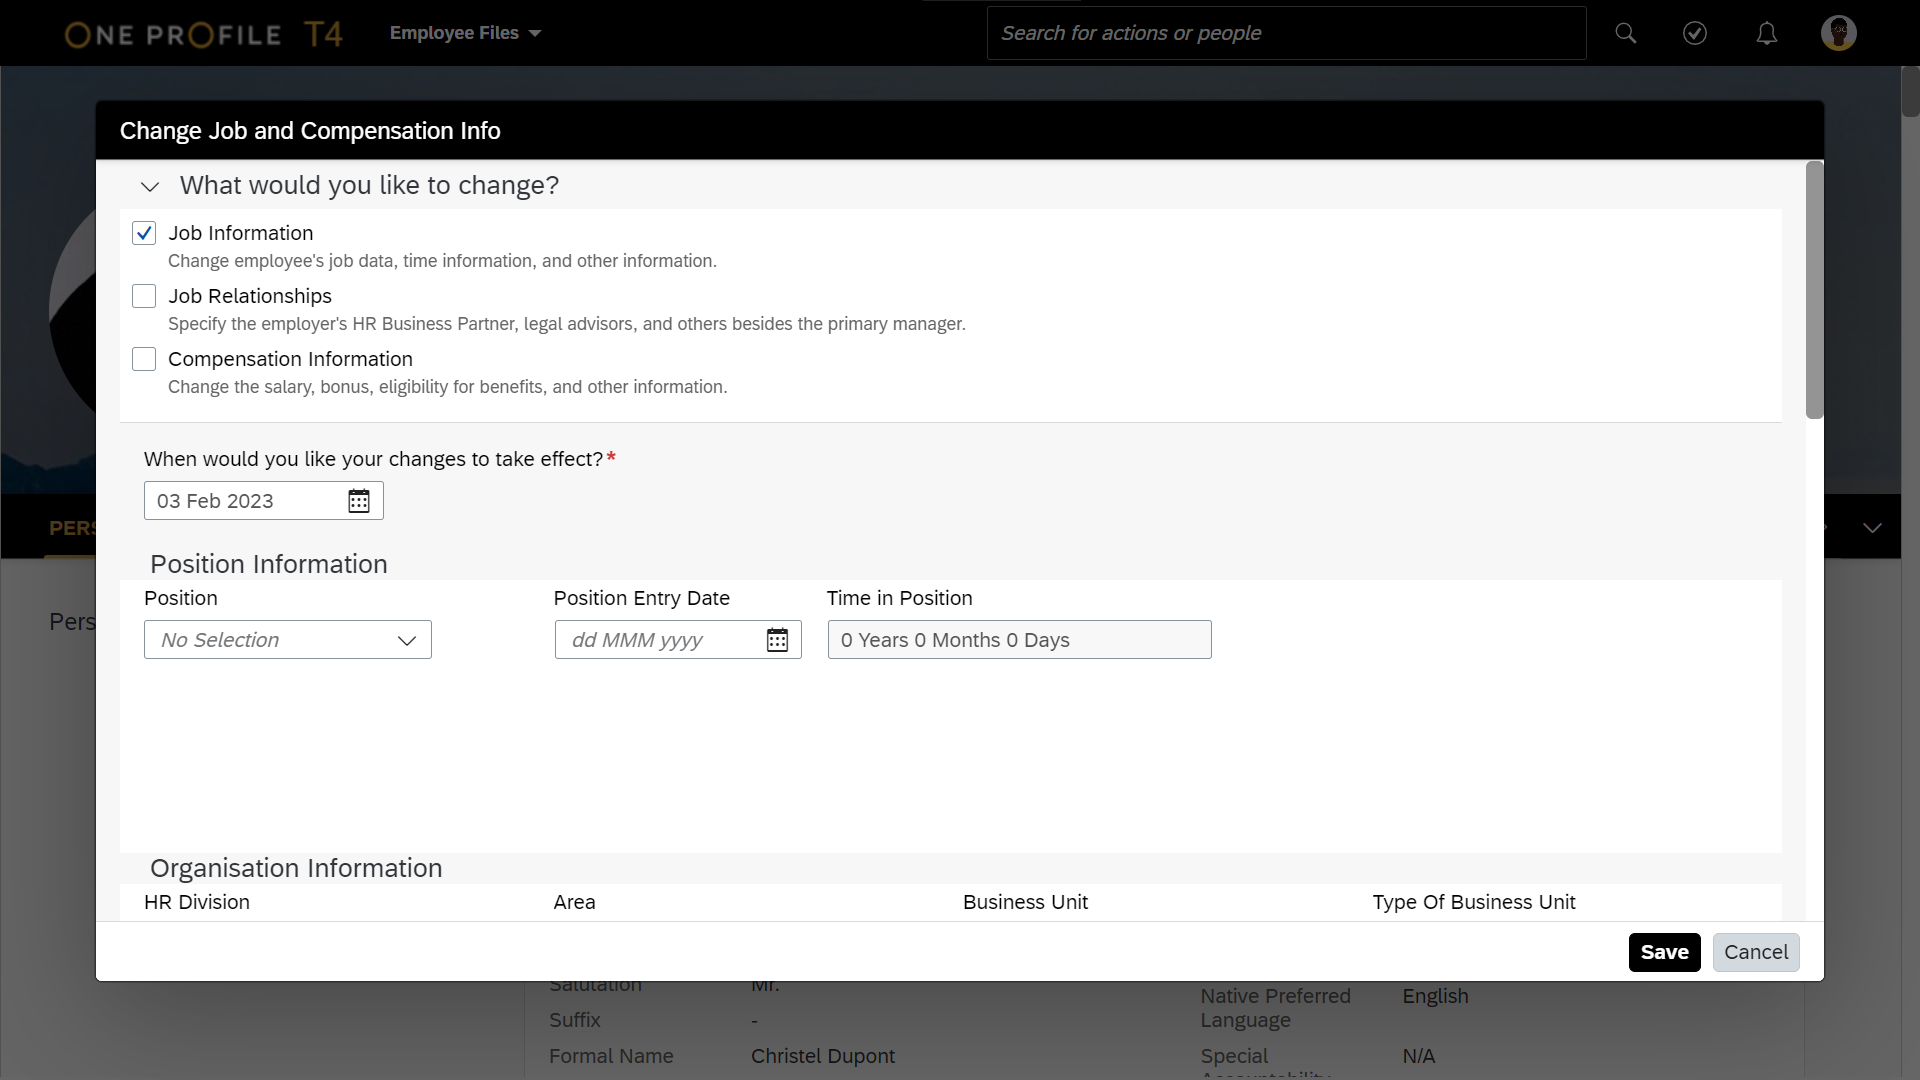 ONE PROFILE T4
Employee Files
Search for actions or people
Change Job and Compensation Info
What would you like to change?
Job Information
Change employee's job data, time information, and other information.
Job Relationships
Specify the employer's HR Business Partner, legal advisors, and others besides the primary manager.
Compensation Information
Change the salary, bonus, eligibility for benefits, and other information.
When would you like your changes to take effect?*
03 Feb 2023
PERS
Position Information
Position
Position Entry Date
Time in Position
Pers
No Selection
dd MMM yyyy
0 Years 0 Months 0 Days
Organisation Information
HR Division
Area
Business Unit
Type Of Business Unit
Save
Cancel
Salutation
Mr.
Native Preferred Language
English
Suffix
-
Formal Name
Christel Dupont
Special Accountability
N/A